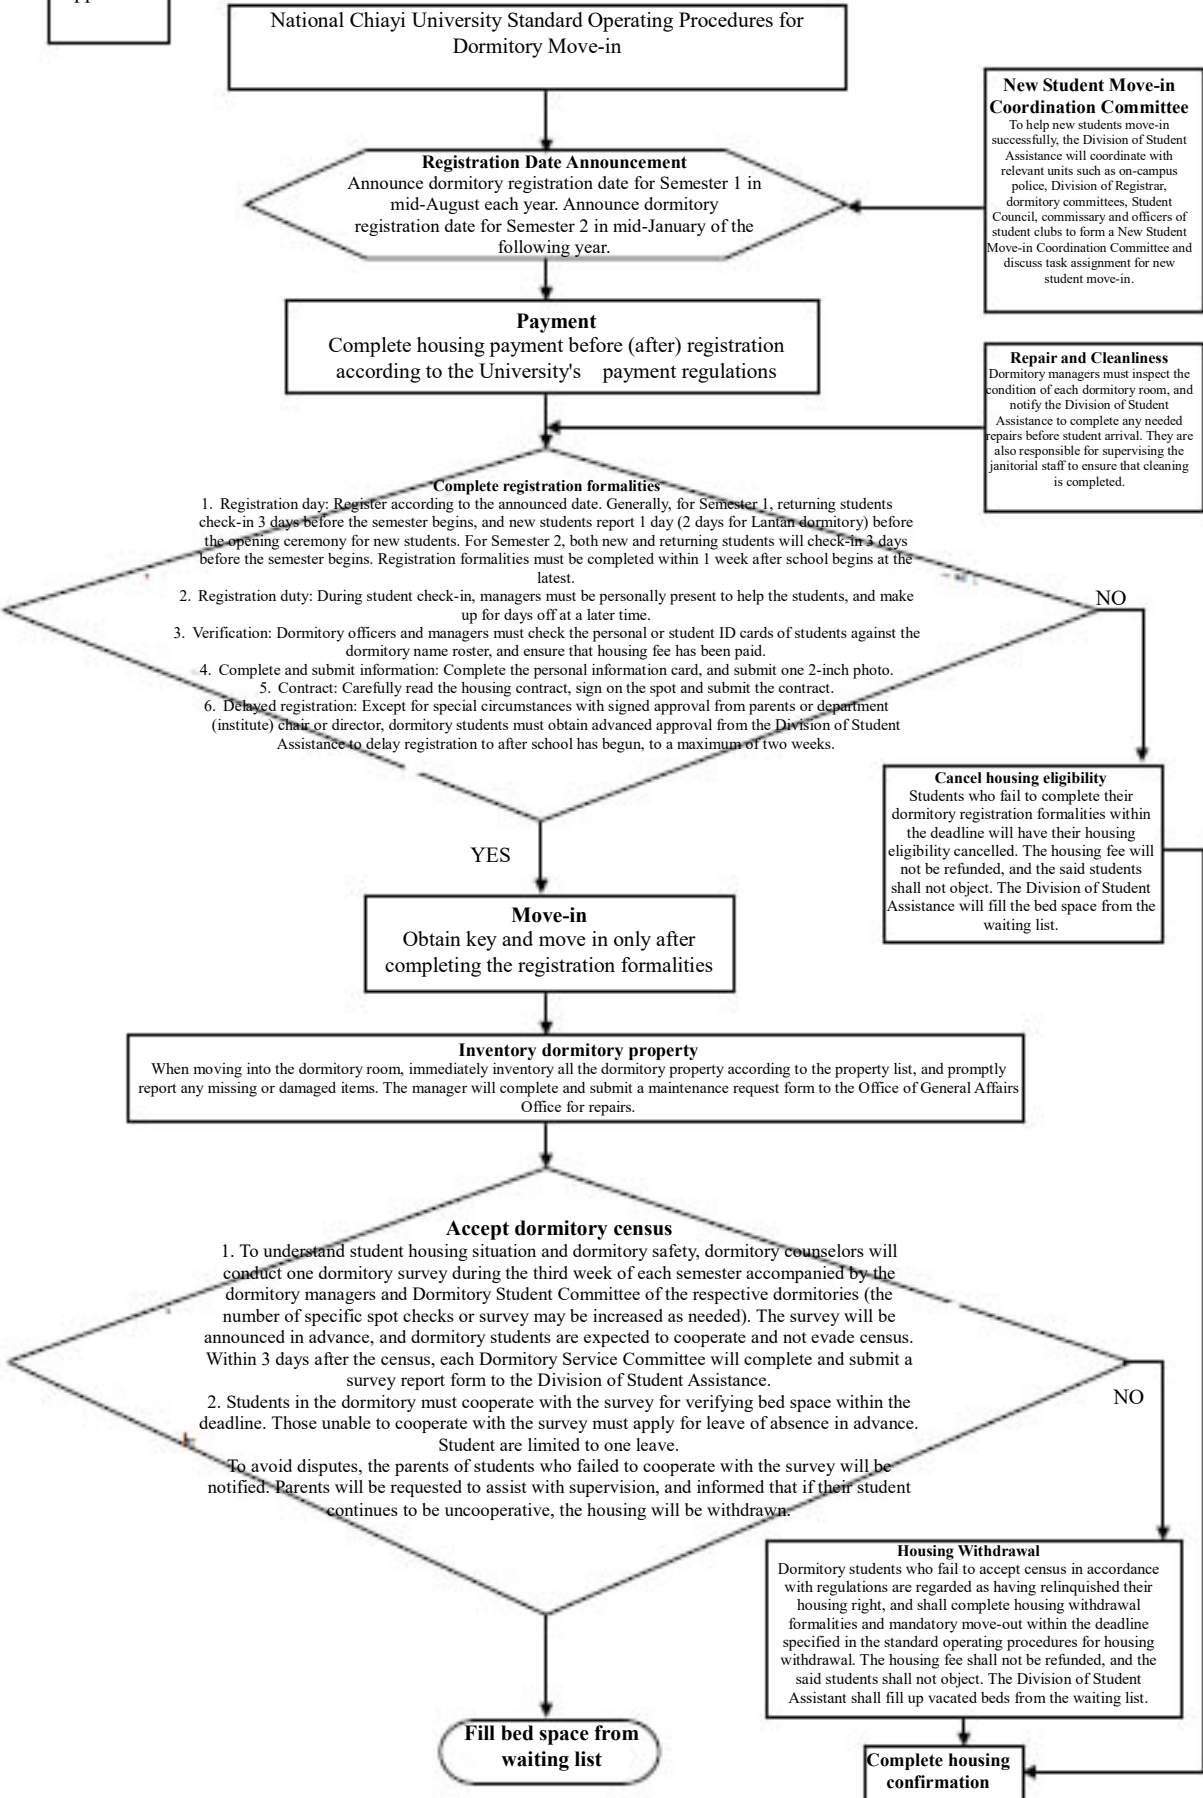 National Chiayi University Standard Operating Procedures for
Dormitory Move-in
New Student Move-in
Coordination Committee
To help new students move-in
successfully, the Division of Student
Assistance will coordinate with
relevant units such as on-campus
police, Division of Registrar,
dormitory committees, Student
Council, commissary and officers of
student clubs to form a New Student
Move-in Coordination Committee and
discuss task assignment for new
student move-in.
Registration Date Announcement
Announce dormitory registration date for Semester 1 in
mid-August each year. Announce dormitory
registration date for Semester 2 in mid-January of the
following year.
Payment
Complete housing payment before (after) registration
according to the University's payment regulations
Repair and Cleanliness
Dormitory managers must inspect the
condition of each dormitory room, and
notify the Division of Student
Assistance to complete any needed
repairs before student arrival. They are
also responsible for supervising the
janitorial staff to ensure that cleaning
is completed.
Complete registration formalities
1. Registration day: Register according to the announced date. Generally, for Semester 1, returning students
check-in 3 days before the semester begins, and new students report 1 day (2 days for Lantan dormitory) before
the opening ceremony for new students. For Semester 2, both new and returning students will check-in 3 days
before the semester begins. Registration formalities must be completed within 1 week after school begins at the
latest.
2. Registration duty: During student check-in, managers must be personally present to help the students, and make
up for days off at a later time.
3. Verification: Dormitory officers and managers must check the personal or student ID cards of students against the
dormitory name roster, and ensure that housing fee has been paid.
4. Complete and submit information: Complete the personal information card, and submit one 2-inch photo.
5. Contract: Carefully read the housing contract, sign on the spot and submit the contract.
6. Delayed registration: Except for special circumstances with signed approval from parents or department
(institute) chair or director, dormitory students must obtain advanced approval from the Division of Student
Assistance to delay registration to after school has begun, to a maximum of two weeks.
NO
Cancel housing eligibility
Students who fail to complete their
dormitory registration formalities within
the deadline will have their housing
eligibility cancelled. The housing fee will
not be refunded, and the said students
shall not object. The Division of Student
Assistance will fill the bed space from the
waiting list.
YES
Move-in
Obtain key and move in only after
completing the registration formalities
Inventory dormitory property
When moving into the dormitory room, immediately inventory all the dormitory property according to the property list, and promptly
report any missing or damaged items. The manager will complete and submit a maintenance request form to the Office of General Affairs
Office for repairs.
Accept dormitory census
1. To understand student housing situation and dormitory safety, dormitory counselors will
conduct one dormitory survey during the third week of each semester accompanied by the
dormitory managers and Dormitory Student Committee of the respective dormitories (the
number of specific spot checks or survey may be increased as needed). The survey will be
announced in advance, and dormitory students are expected to cooperate and not evade census.
Within 3 days after the census, each Dormitory Service Committee will complete and submit a
survey report form to the Division of Student Assistance.
2. Students in the dormitory must cooperate with the survey for verifying bed space within the
deadline. Those unable to cooperate with the survey must apply for leave of absence in advance.
Student are limited to one leave.
To avoid disputes, the parents of students who failed to cooperate with the survey will be
notified. Parents will be requested to assist with supervision, and informed that if their student
continues to be uncooperative, the housing will be withdrawn.
NO
Housing Withdrawal
Dormitory students who fail to accept census in accordance
with regulations are regarded as having relinquished their
housing right, and shall complete housing withdrawal
formalities and mandatory move-out within the deadline
specified in the standard operating procedures for housing
withdrawal. The housing fee shall not be refunded, and the
said students shall not object. The Division of Student
Assistant shall fill up vacated beds from the waiting list.
Fill bed space from
waiting list
Complete housing
confirmation